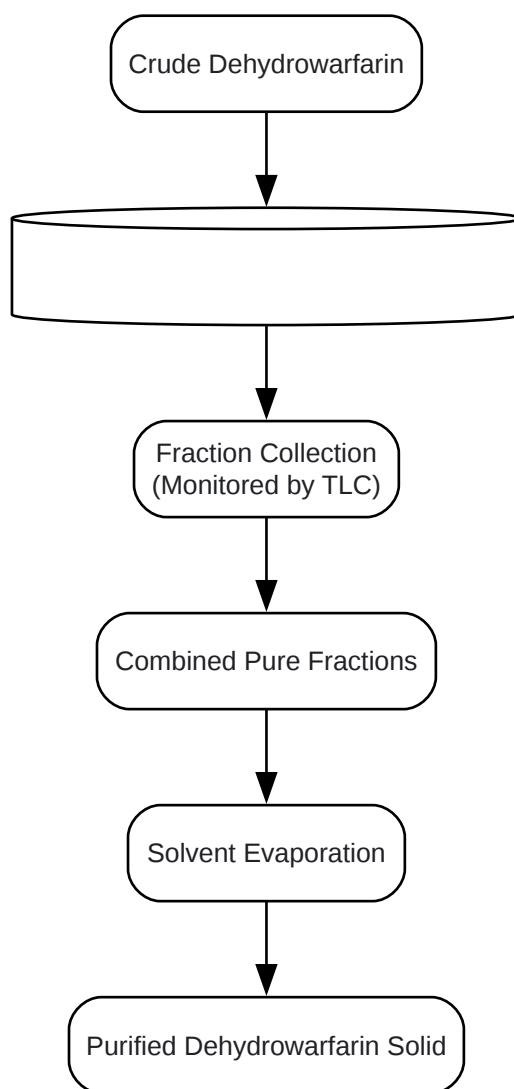 Crude Dehydrowarfarin
Fraction Collection
(Monitored by TLC)
Combined Pure Fractions
Solvent Evaporation
Purified Dehydrowarfarin Solid